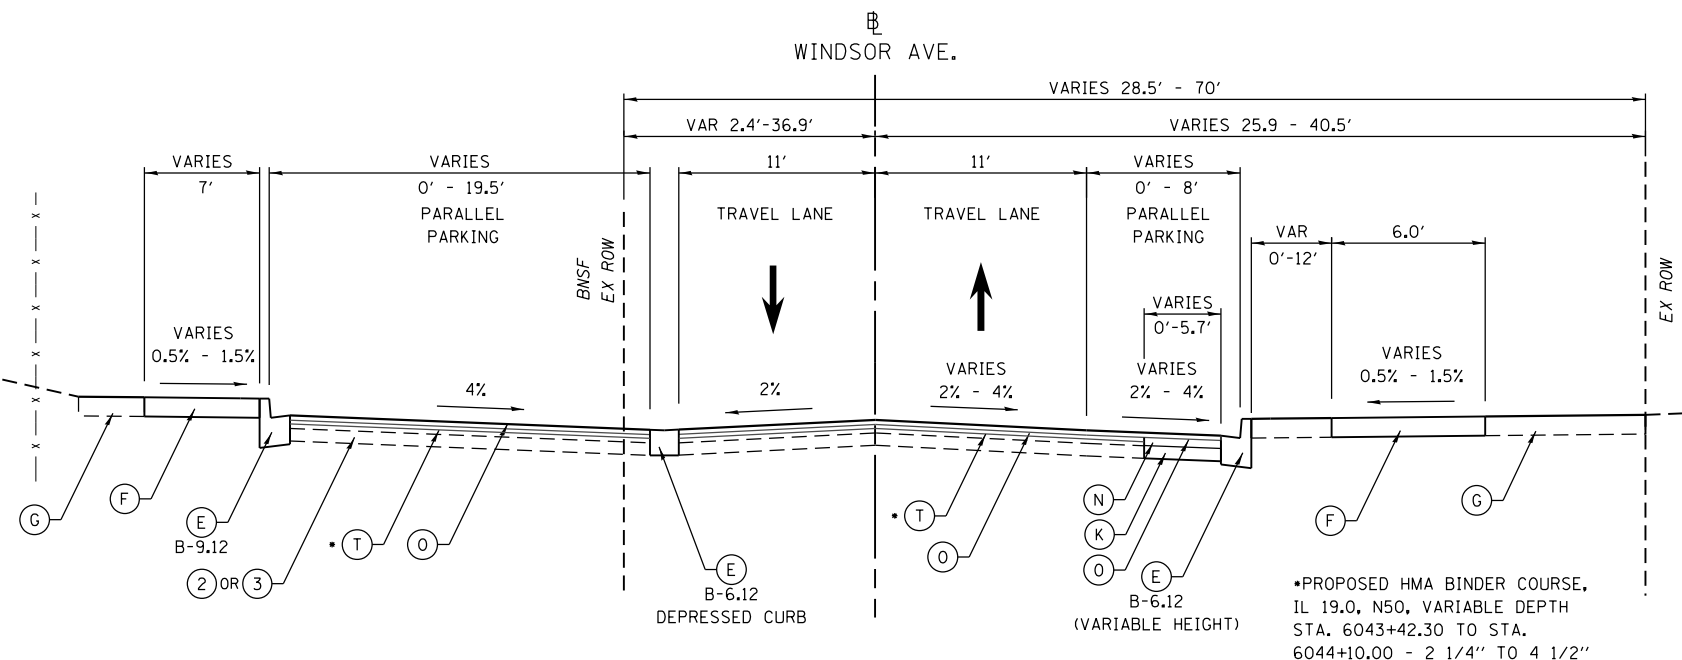 ℄
WINDSOR AVE.
VARIES 28.5' - 70'
VAR 2.4'-36.9'
VARIES 25.9 - 40.5'
VARIES
7'
VARIES
0' - 19.5'
PARALLEL
PARKING
11'
TRAVEL LANE
11'
TRAVEL LANE
VARIES
0' - 8'
PARALLEL
PARKING
VAR
0'-12'
6.0'
BNSF
EX ROW
EX ROW
VARIES
0'-5.7'
VARIES
0.5% - 1.5%
4%
2%
VARIES
2% - 4%
VARIES
2% - 4%
VARIES
0.5% - 1.5%
G
F
E
B-9.12
2 OR 3
*T
O
E
B-6.12
DEPRESSED CURB
*T
O
N
K
O
E
B-6.12
(VARIABLE HEIGHT)
F
G
*PROPOSED HMA BINDER COURSE,
IL 19.0, N50, VARIABLE DEPTH
STA. 6043+42.30 TO STA.
6044+10.00 - 2 1/4" TO 4 1/2"